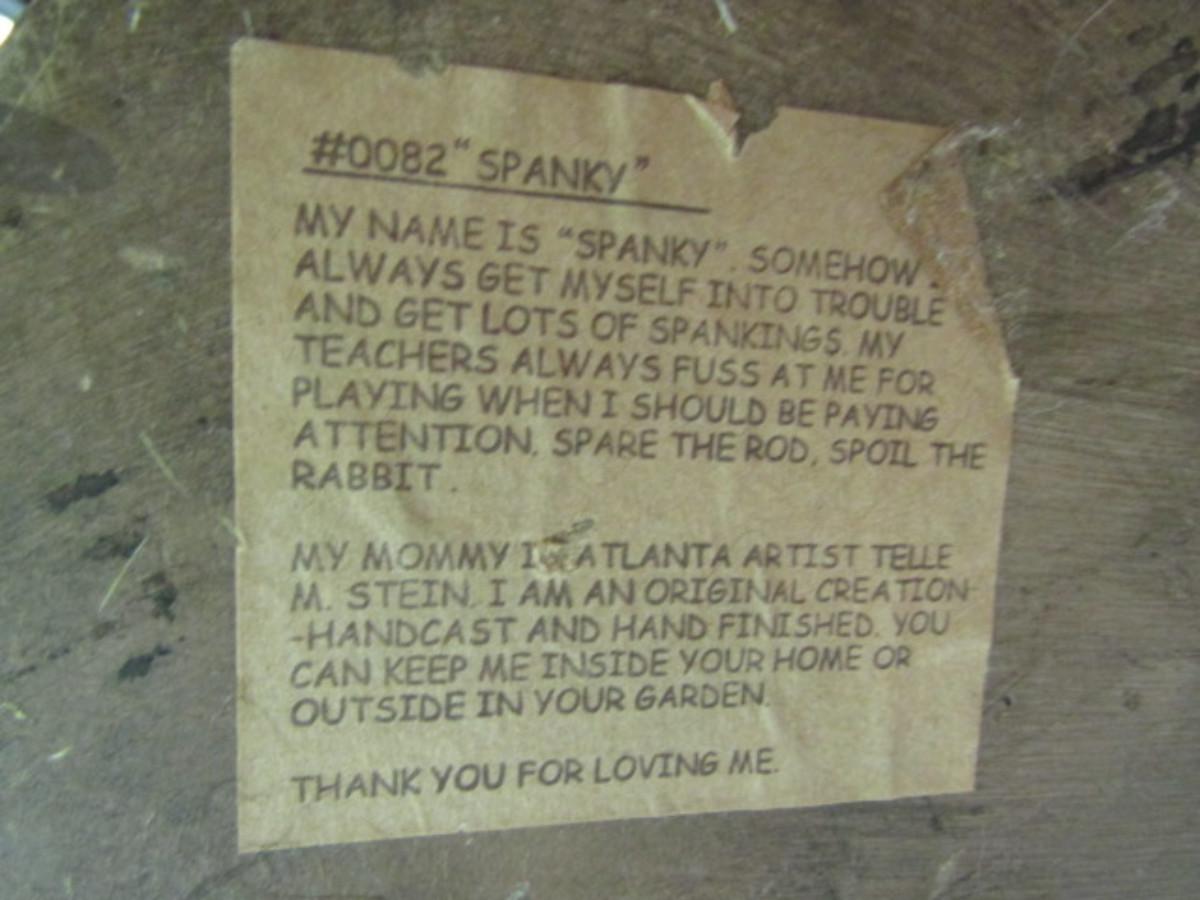 #0082 "SPANKY"
MY NAME IS "SPANKY". SOMEHOW
ALWAYS GET MYSELF INTO TROUBLE
AND GET LOTS OF SPANKINGS. MY
TEACHERS ALWAYS FUSS AT ME FOR
PLAYING WHEN I SHOULD BE PAYING
ATTENTION. SPARE THE ROD, SPOIL THE
RABBIT.
MY MOMMY ATLANTA ARTIST TELLE
M. STEIN. I AM AN ORIGINAL CREATION-
-HANDCAST AND HAND FINISHED. YOU
CAN KEEP ME INSIDE YOUR HOME OR
OUTSIDE IN YOUR GARDEN.
THANK YOU FOR LOVING ME.